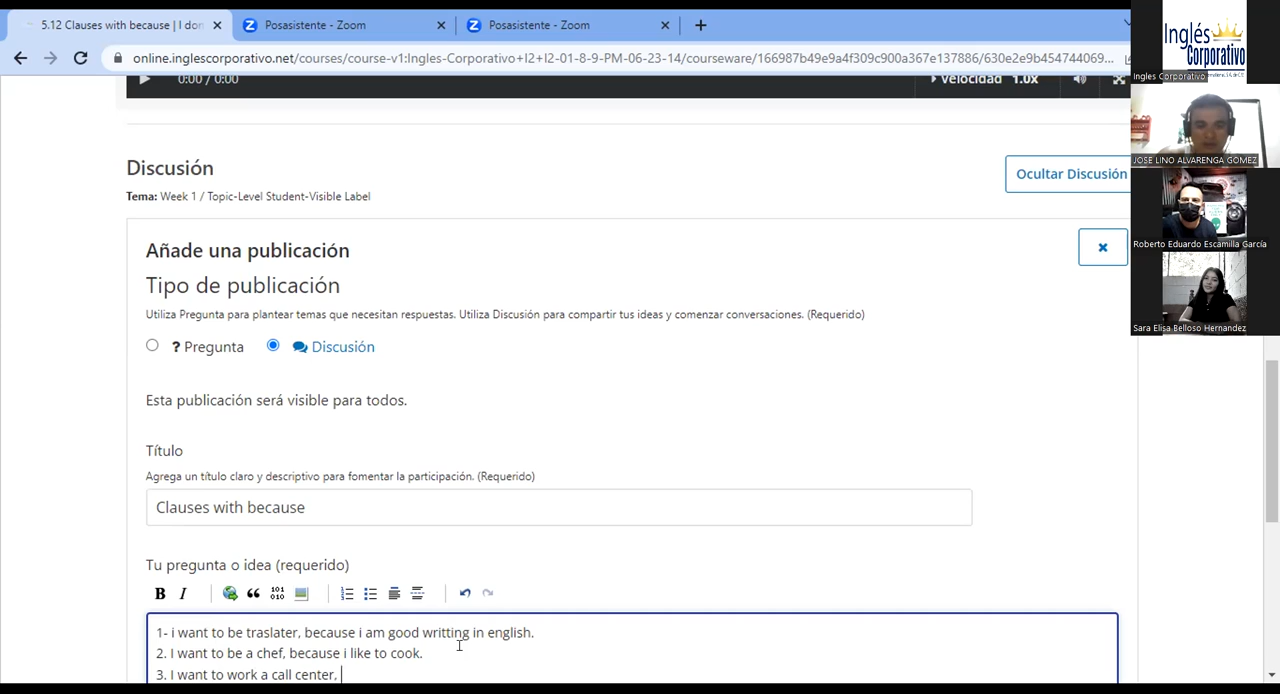 5.12 Clauses with because | I don
Posasistente - Zoom
Posasistente - Zoom
online.inglescorporativo.net/courses/course-v1:Ingles-Corporativo+I2+I2-01-8-9-PM-06-23-14/courseware/166987b49e9a4f309c900a367e137886/630e2e9b454744069...
0:00 / 0:00
Velocidad 1.0x
Inglés
Corporativo
Ingles Corporativo
JOSE LINO ALVARENGA GOMEZ
Roberto Eduardo Escamilla García
Sara Elisa Belloso Hernandez
Discusión
Ocultar Discusión
Tema: Week 1 / Topic-Level Student-Visible Label
Añade una publicación
Tipo de publicación
Utiliza Pregunta para plantear temas que necesitan respuestas. Utiliza Discusión para compartir tus ideas y comenzar conversaciones. (Requerido)
? Pregunta
Discusión
Esta publicación será visible para todos.
Título
Agrega un título claro y descriptivo para fomentar la participación. (Requerido)
Clauses with because
Tu pregunta o idea (requerido)
B I
1- i want to be traslater, because i am good writting in english.
2. I want to be a chef, because i like to cook.
3. I want to work a call center,